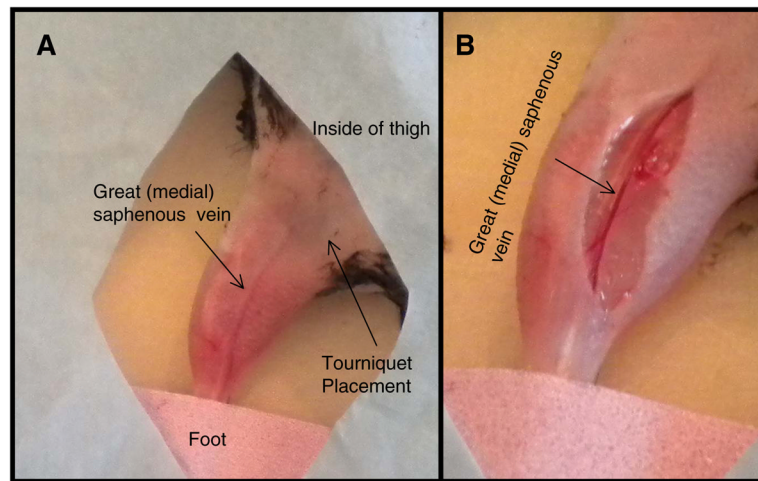 A
Inside of thigh
Great (medial)
saphenous vein
Tourniquet
Placement
Foot
B
Great (medial) saphenous
vein